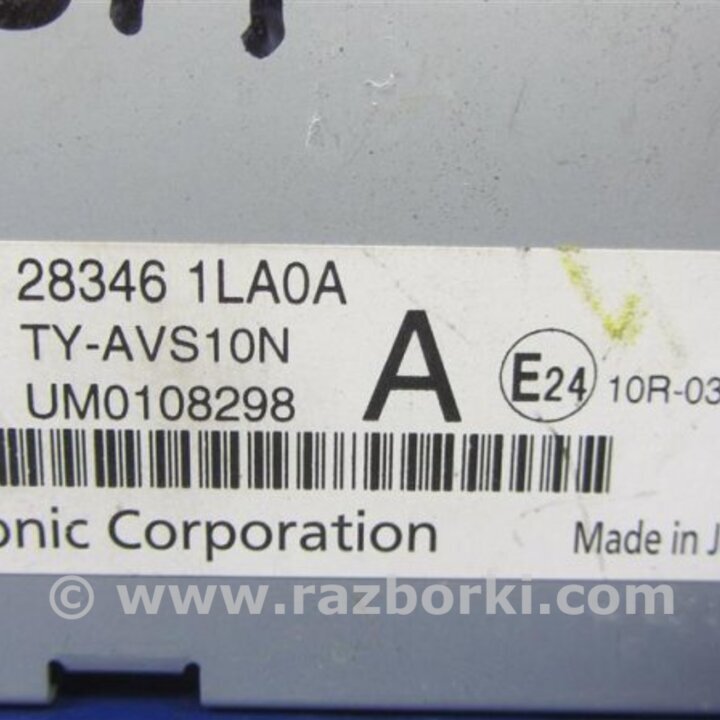 28346 1LA0A
TY-AVS10N
UM0108298
A
E24 10R-03
onic Corporation
Made in J
© www.razborki.com